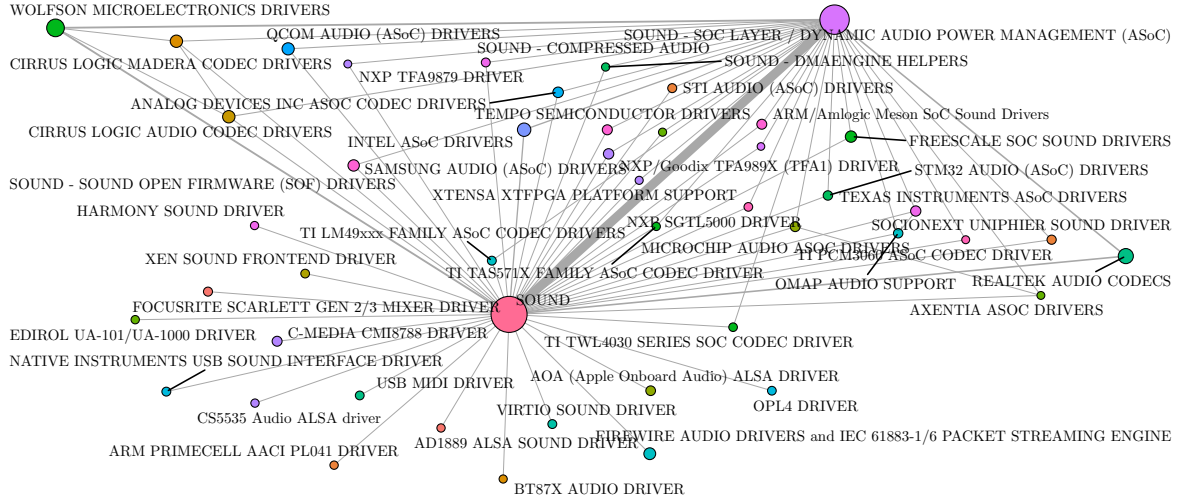 WOLFSON MICROELECTRONICS DRIVERS
QCOM AUDIO (ASoC) DRIVERS
SOUND - SOC LAYER / DYNAMIC AUDIO POWER MANAGEMENT (ASoC)
SOUND - COMPRESSED AUDIO
CIRRUS LOGIC MADERA CODEC DRIVERS
SOUND - DMAENGINE HELPERS
NXP TFA9879 DRIVER
STI AUDIO (ASoC) DRIVERS
ANALOG DEVICES INC ASOC CODEC DRIVERS
TEMPO SEMICONDUCTOR DRIVERS
ARM/Amlogic Meson SoC Sound Drivers
CIRRUS LOGIC AUDIO CODEC DRIVERS
INTEL ASoC DRIVERS
FREESCALE SOC SOUND DRIVERS
SAMSUNG AUDIO (ASoC) DRIVERS
NXP/Goodix TFA989X (TFA1) DRIVER
STM32 AUDIO (ASoC) DRIVERS
SOUND - SOUND OPEN FIRMWARE (SOF) DRIVERS
XTENSA XTFPGA PLATFORM SUPPORT
TEXAS INSTRUMENTS ASoC DRIVERS
HARMONY SOUND DRIVER
NXP SGTL5000 DRIVER
SOCIONEXT UNIPHIER SOUND DRIVER
TI LM49xxx FAMILY ASoC CODEC DRIVERS
MICROCHIP AUDIO ASOC DRIVERS
TI PCM3060 ASoC CODEC DRIVER
XEN SOUND FRONTEND DRIVER
TI TAS571X FAMILY ASoC CODEC DRIVER
OMAP AUDIO SUPPORT
REALTEK AUDIO CODECS
SOUND
FOCUSRITE SCARLETT GEN 2/3 MIXER DRIVER
AXENTIA ASOC DRIVERS
EDIROL UA-101/UA-1000 DRIVER
C-MEDIA CMI8788 DRIVER
TI TWL4030 SERIES SOC CODEC DRIVER
NATIVE INSTRUMENTS USB SOUND INTERFACE DRIVER
USB MIDI DRIVER
AOA (Apple Onboard Audio) ALSA DRIVER
OPL4 DRIVER
VIRTIO SOUND DRIVER
CS5535 Audio ALSA driver
AD1889 ALSA SOUND DRIVER
FIREWIRE AUDIO DRIVERS and IEC 61883-1/6 PACKET STREAMING ENGINE
ARM PRIMECELL AACI PL041 DRIVER
BT87X AUDIO DRIVER